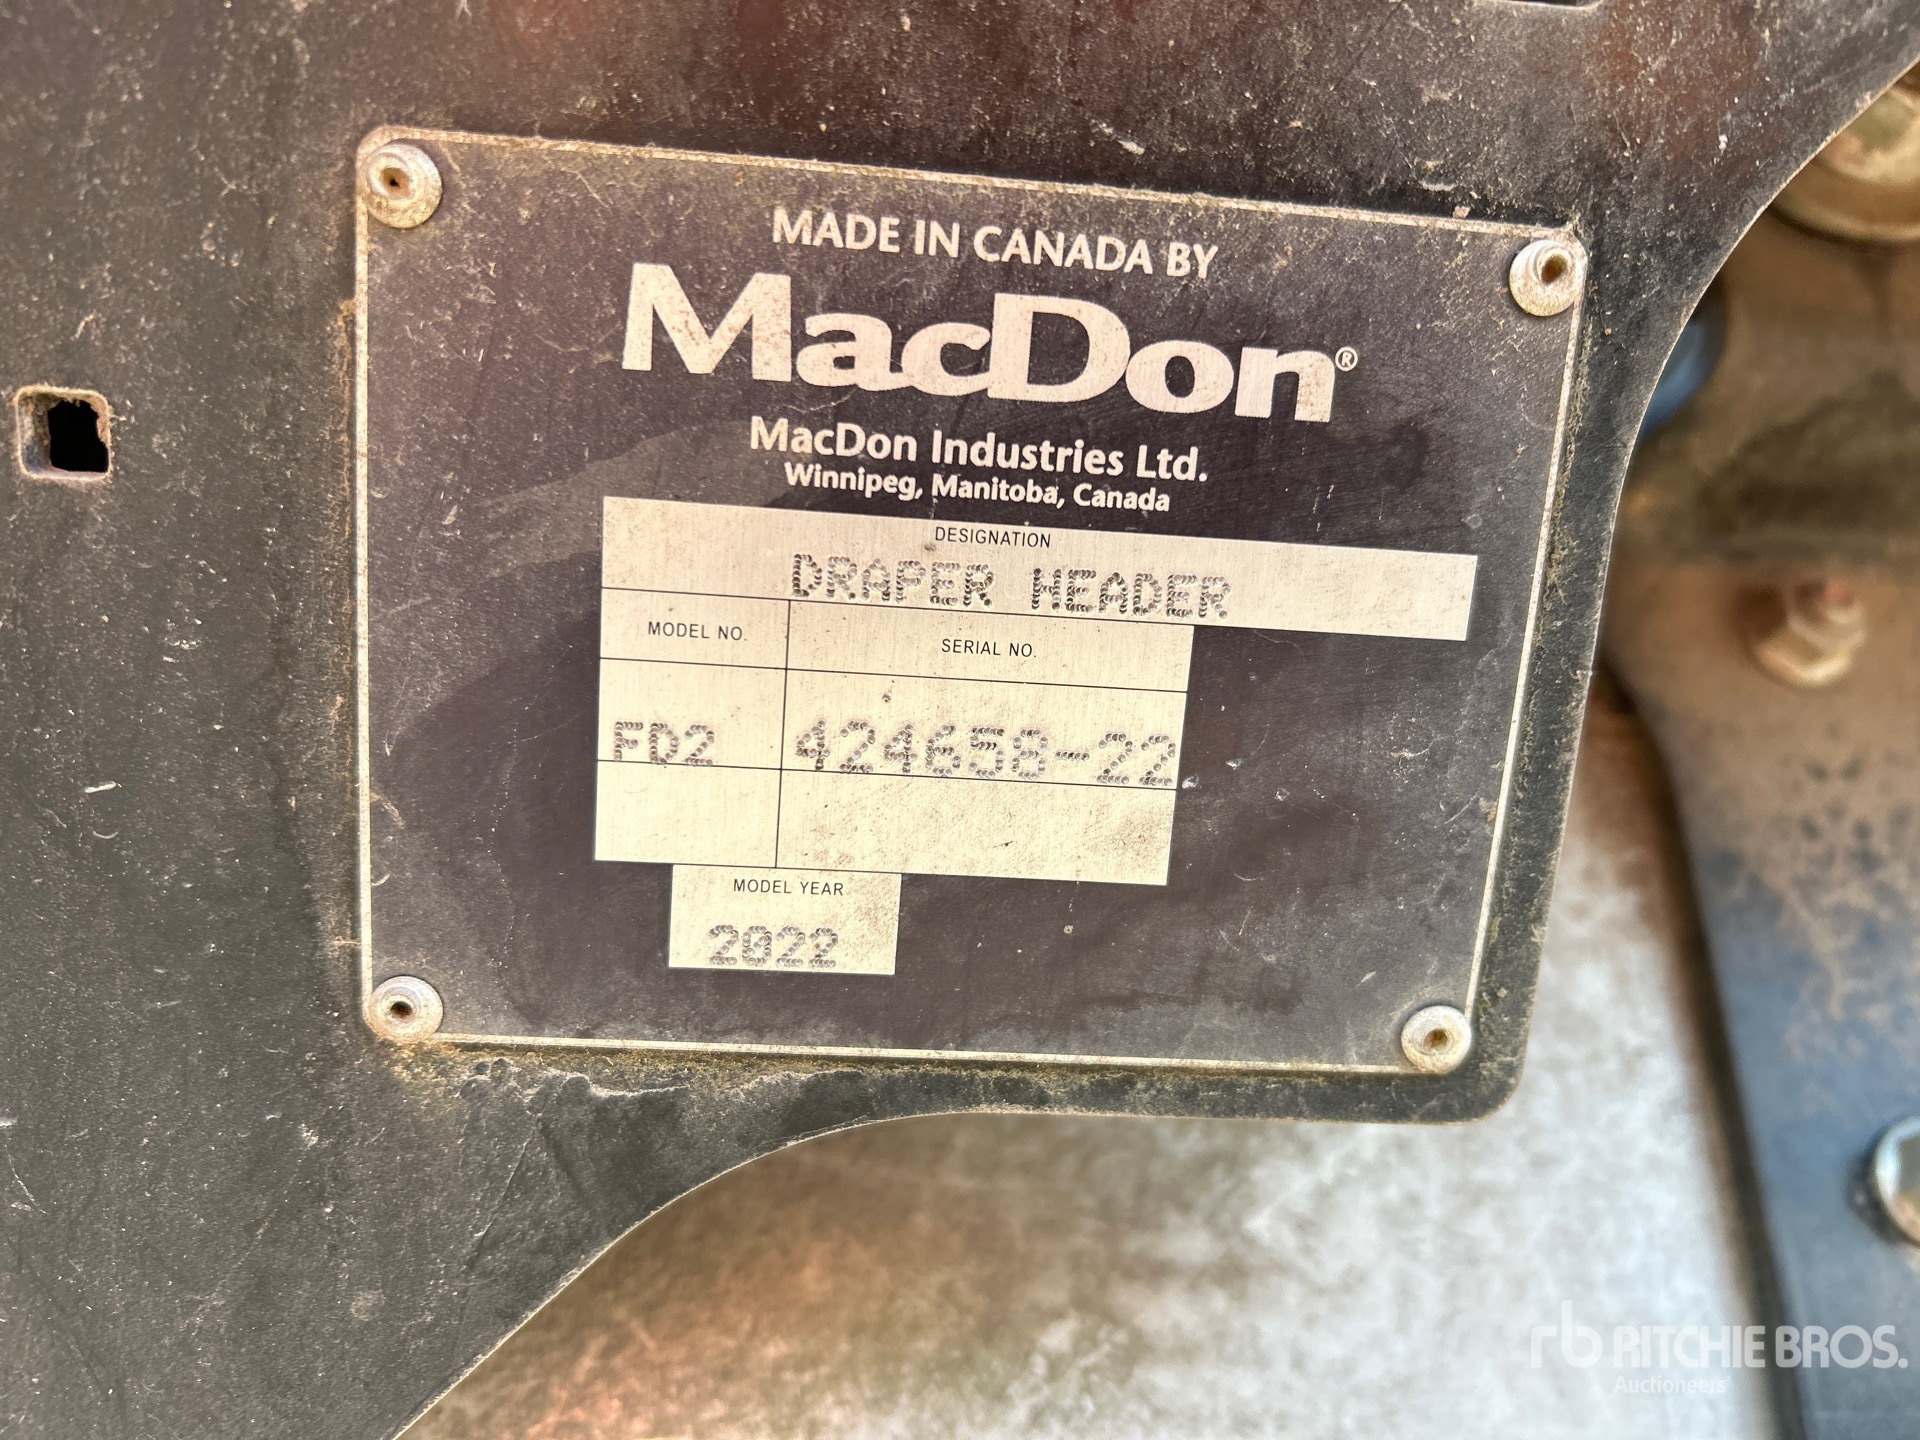 MADE IN CANADA BY
MacDon®
MacDon Industries Ltd.
Winnipeg, Manitoba, Canada
DESIGNATION
DRAPER HEADER
MODEL NO. SERIAL NO.
FD2 424658-22
MODEL YEAR
2022
rb RITCHIE BROS.
Auctioneers